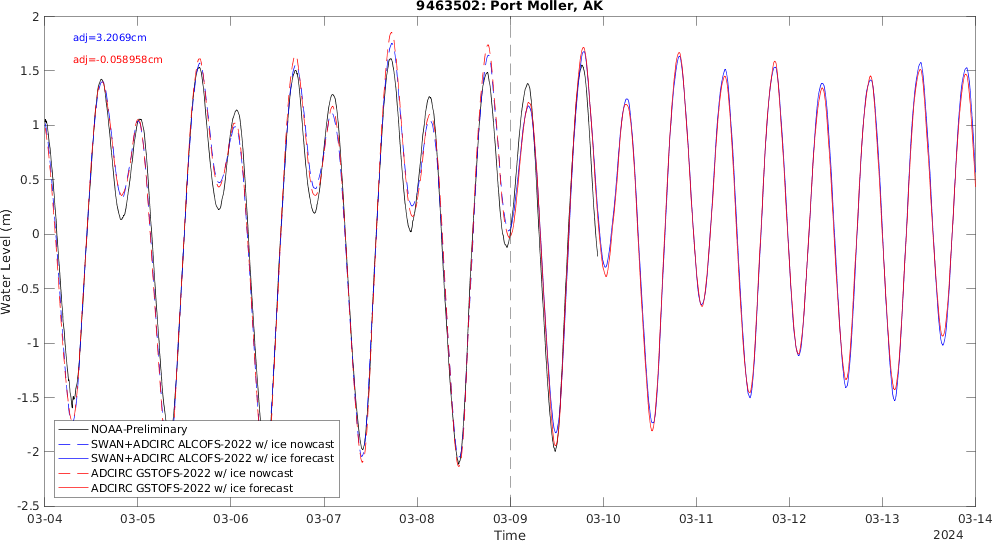 9463502: Port Moller, AK
adj=3.2069cm
adj=-0.058958cm
Water Level (m)
2
1.5
1
0.5
0
-0.5
-1
-1.5
-2
-2.5
NOAA-Preliminary
SWAN+ADCIRC ALCOFS-2022 w/ ice nowcast
SWAN+ADCIRC ALCOFS-2022 w/ ice forecast
ADCIRC GSTOFS-2022 w/ ice nowcast
ADCIRC GSTOFS-2022 w/ ice forecast
03-04 03-05 03-06 03-07 03-08 03-09 03-10 03-11 03-12 03-13 03-14
Time
2024